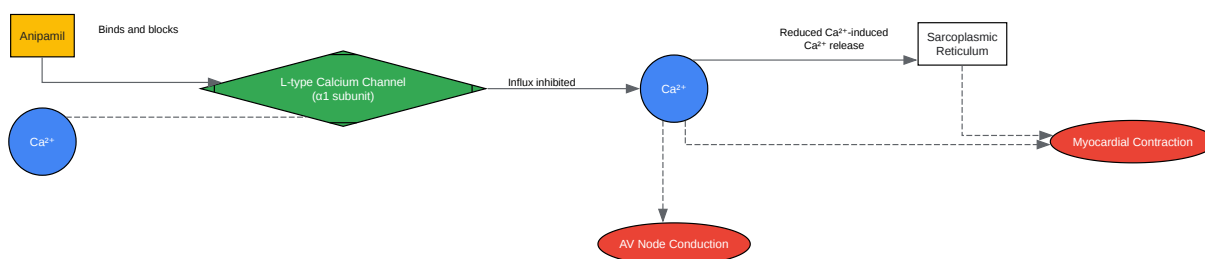 Anipamil
Binds and blocks
Ca²⁺
L-type Calcium Channel
(α1 subunit)
Influx inhibited
Ca²⁺
Reduced Ca²⁺-induced
Ca²⁺ release
Sarcoplasmic
Reticulum
Myocardial Contraction
AV Node Conduction